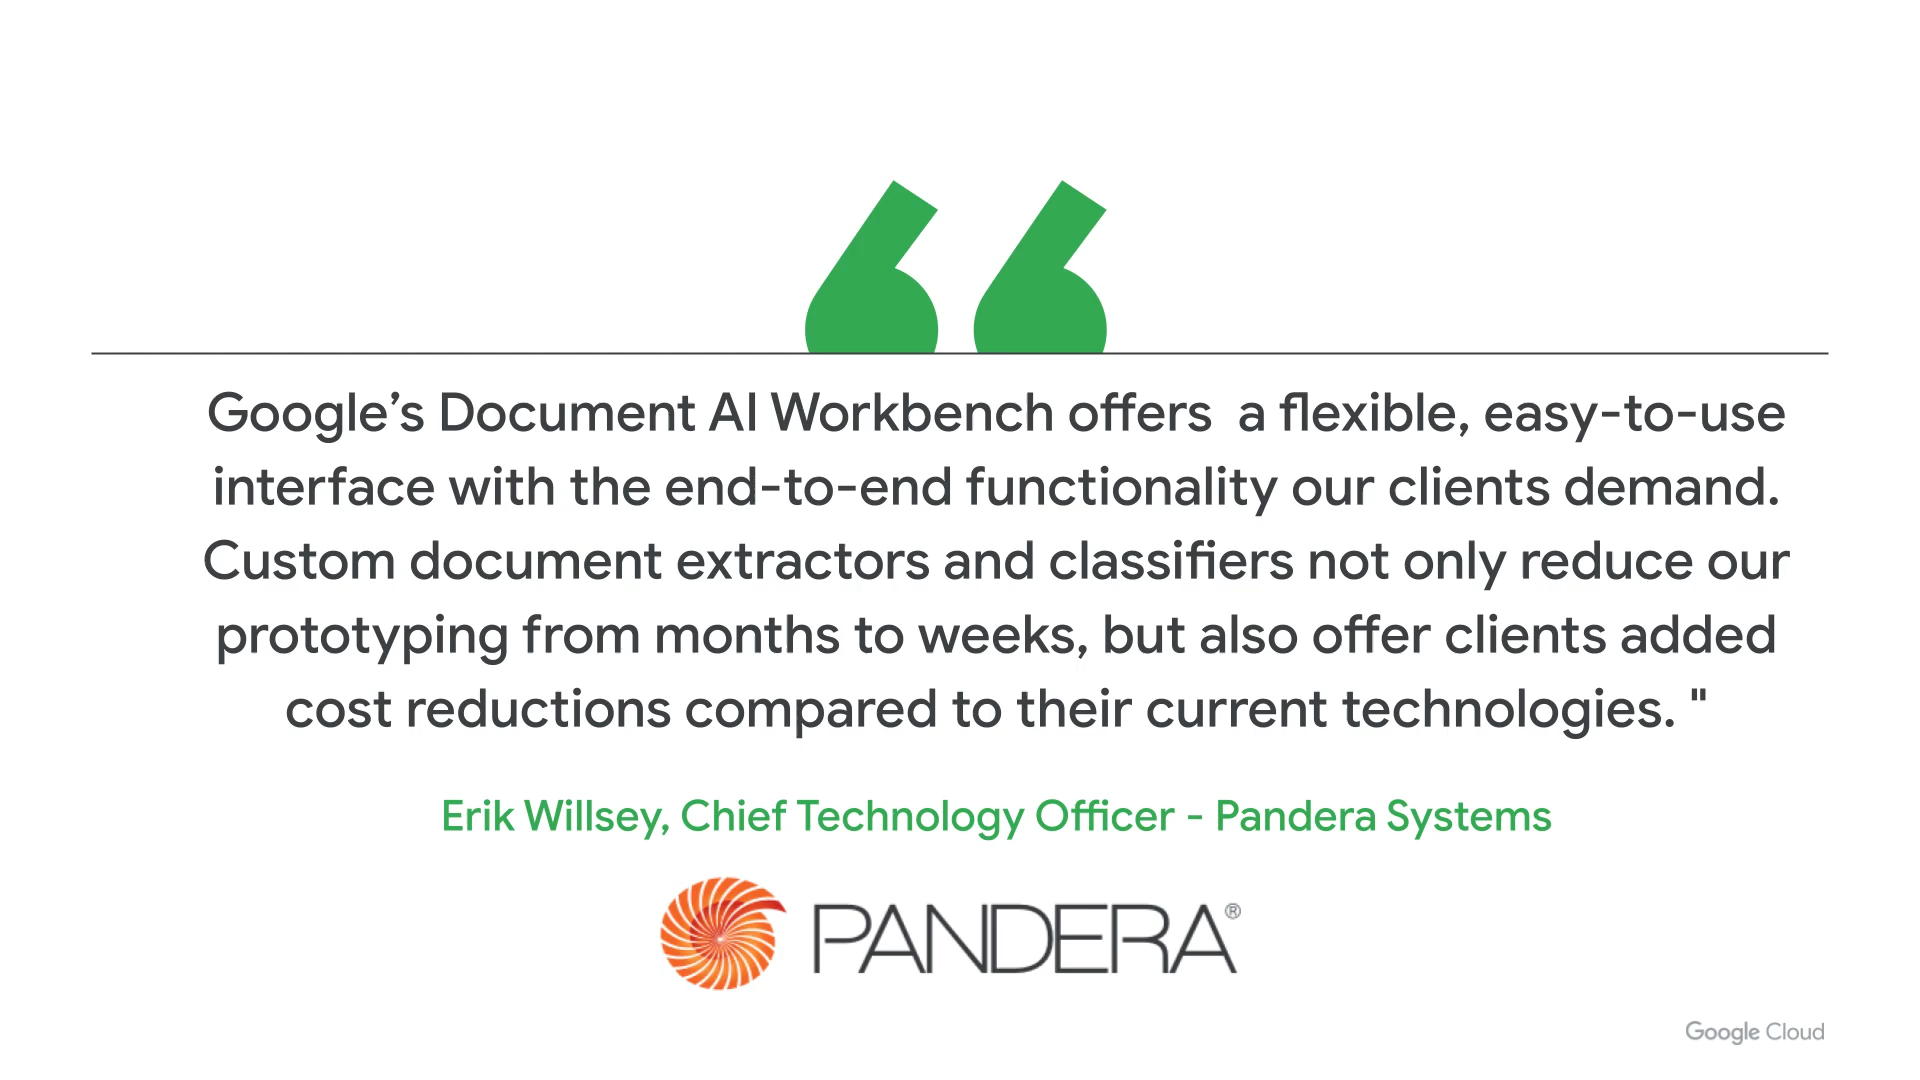 Google’s Document AI Workbench offers  a flexible, easy-to-use
interface with the end-to-end functionality our clients demand.
Custom document extractors and classifiers not only reduce our
prototyping from months to weeks, but also offer clients added
cost reductions compared to their current technologies. "
Erik Willsey, Chief Technology Officer - Pandera Systems
PANDERA®
Google Cloud